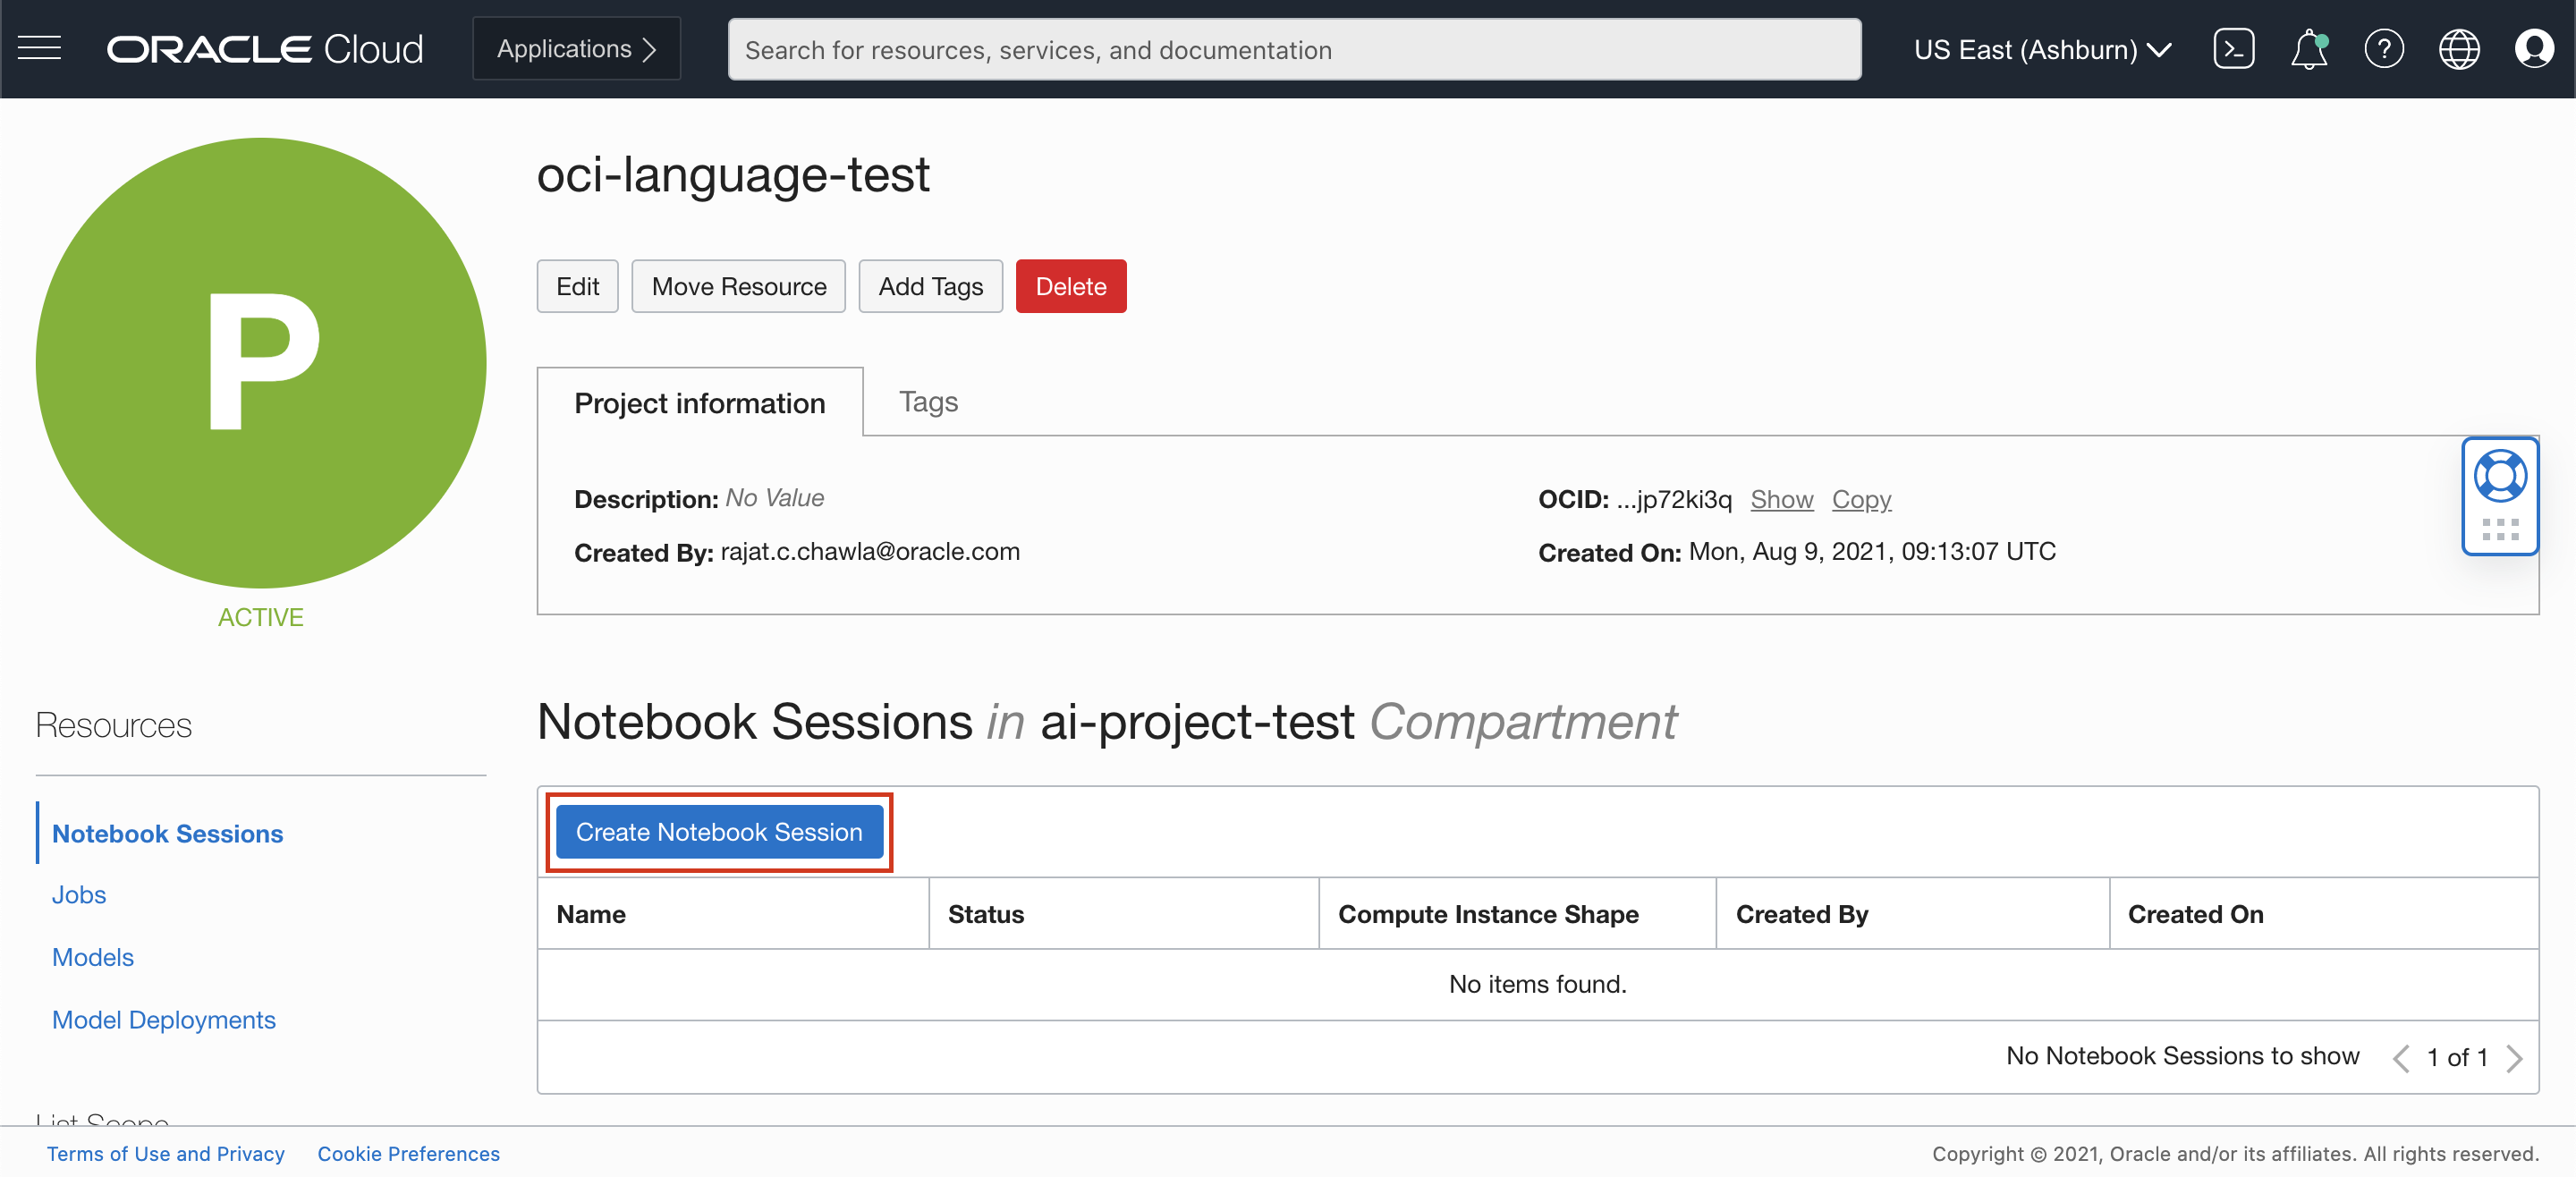 ORACLE Cloud
Applications
Search for resources, services, and documentation
US East (Ashburn)
P
ACTIVE
oci-language-test
Edit
Move Resource
Add Tags
Delete
Project information
Tags
Description: No Value
OCID: ...jp72ki3q Show Copy
Created By: rajat.c.chawla@oracle.com
Created On: Mon, Aug 9, 2021, 09:13:07 UTC
Resources
Notebook Sessions
Jobs
Models
Model Deployments
List Scope
Notebook Sessions in ai-project-test Compartment
Create Notebook Session
Name Status Compute Instance Shape Created By Created On
No items found.
No Notebook Sessions to show 1 of 1
Terms of Use and Privacy Cookie Preferences
Copyright © 2021, Oracle and/or its affiliates. All rights reserved.